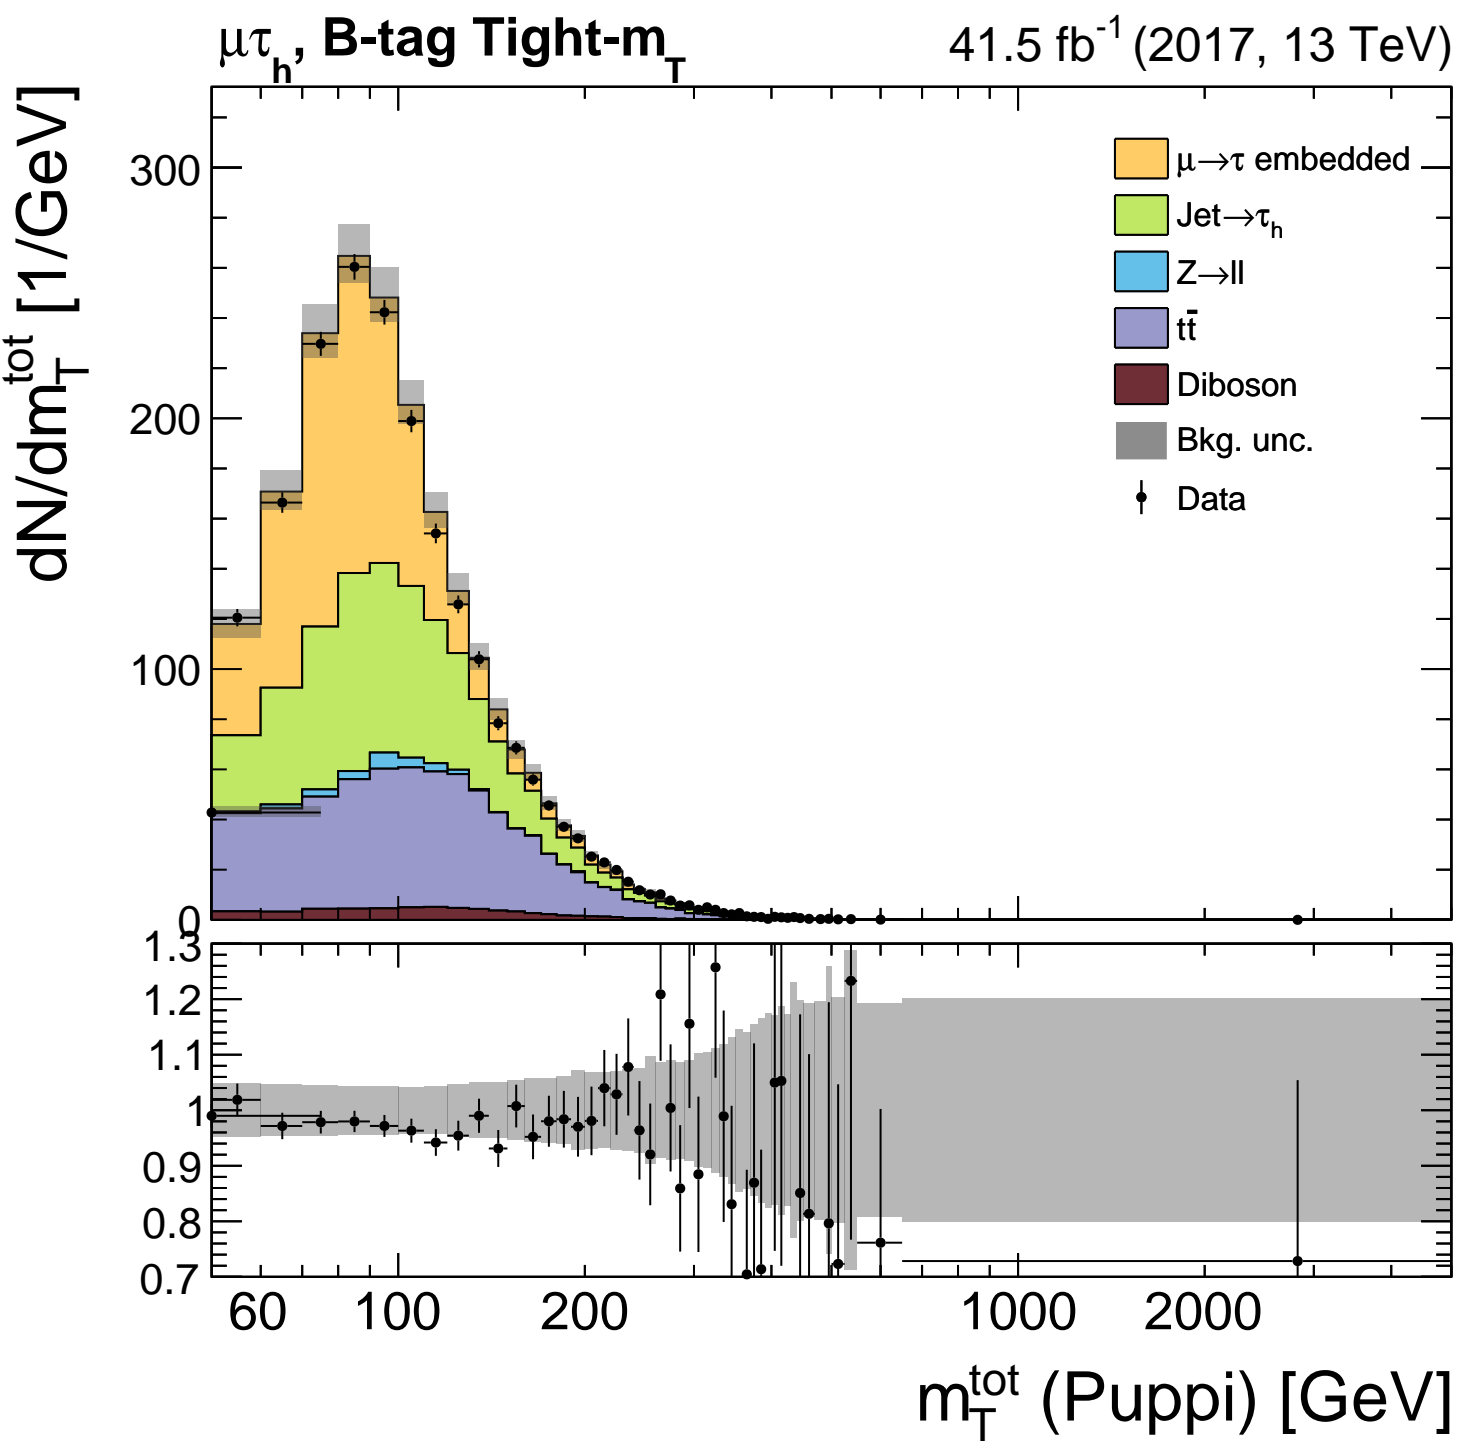 μτh, B-tag Tight-mT
41.5 fb-1 (2017, 13 TeV)
dN/dmTtot [1/GeV]
300
200
100
0
μ→τ embedded
Jet→τh
Z→ll
tt̄
Diboson
Bkg. unc.
Data
1.3
1.2
1.1
1
0.9
0.8
0.7
60 100 200 1000 2000
mTtot (Puppi) [GeV]